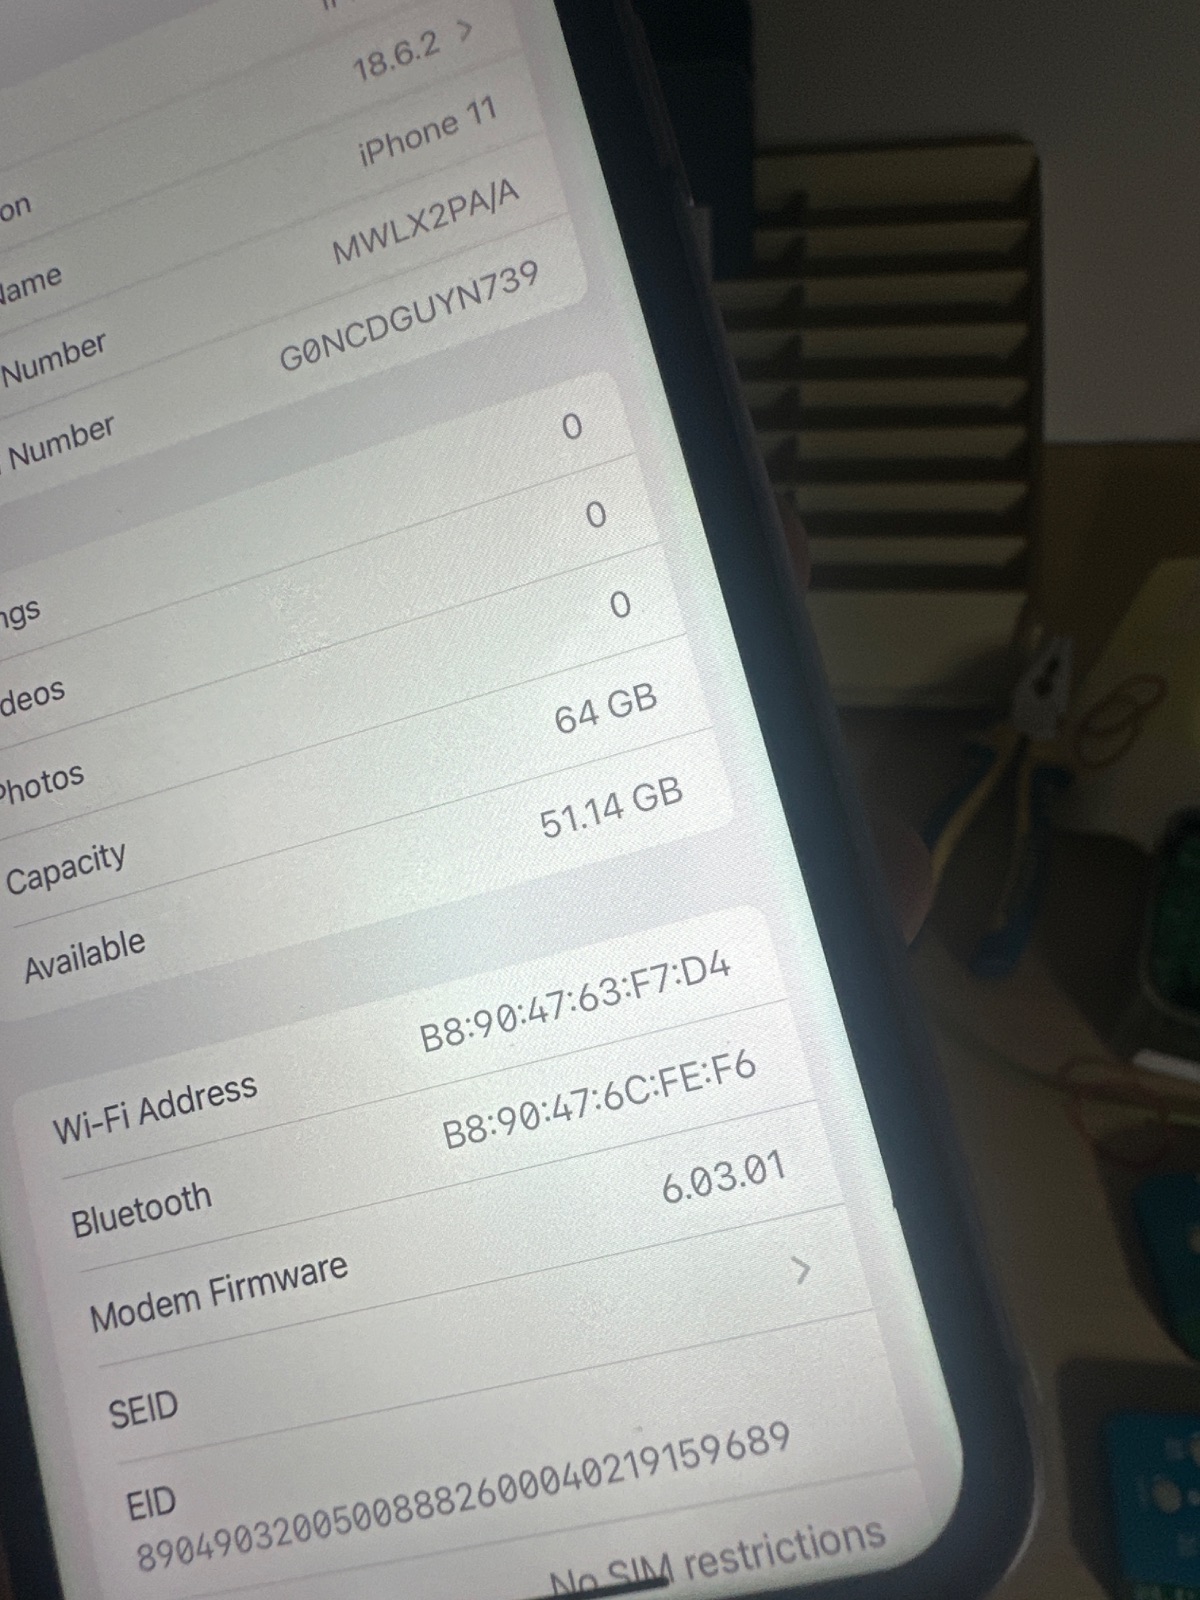 18.6.2
on
iPhone 11
Name
MWLX2PA/A
Number
G0NCDGUYN739
Number
0
ngs
0
deos
0
Photos
64 GB
Capacity
51.14 GB
Available
B8:90:47:63:F7:D4
Wi-Fi Address
B8:90:47:6C:FE:F6
Bluetooth
6.03.01
Modem Firmware
SEID
EID
89049032005008882600040219159689
No SIM restrictions